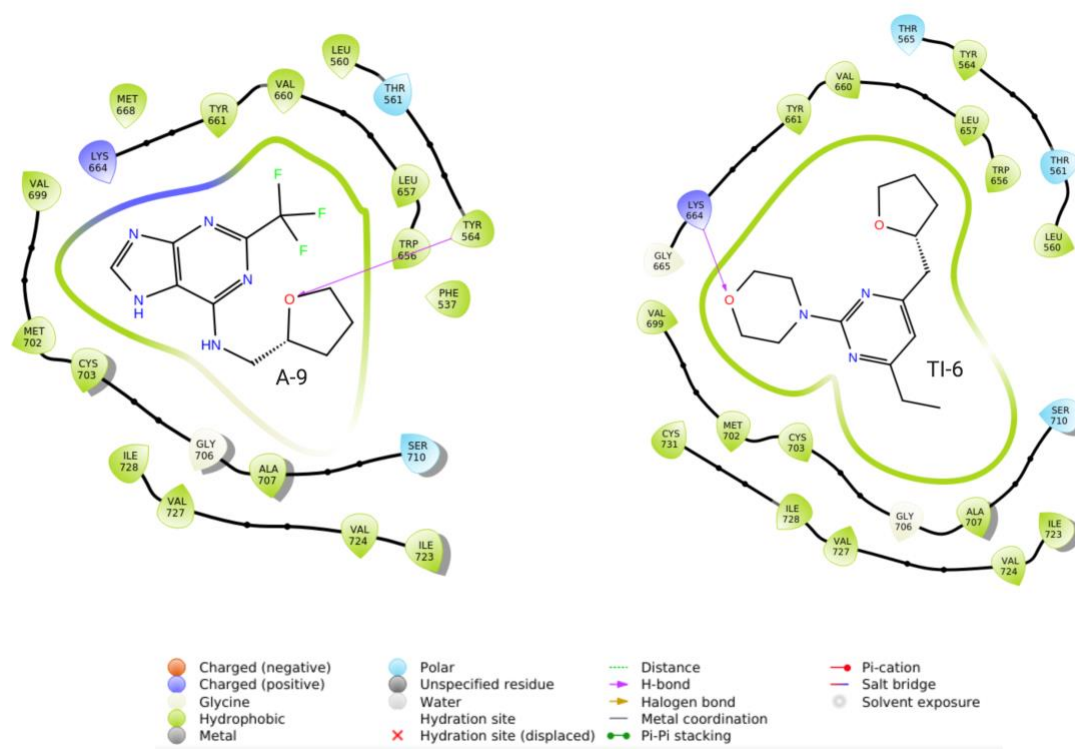 LEU
560
MET
668
TYR
661
VAL
660
THR
561
LYS
664
VAL
699
LEU
657
TRP
656
TYR
564
PHE
537
F
F
F
N
N
N
N
H
HN
O
A-9
MET
702
CYS
703
GLY
706
ALA
707
SER
710
ILE
728
VAL
727
VAL
724
ILE
723
THR
565
TYR
564
VAL
660
TYR
661
LEU
657
TRP
656
THR
561
LEU
560
LYS
664
GLY
665
VAL
699
O
O
N
N
N
TI-6
MET
702
CYS
731
CYS
703
SER
710
ILE
728
GLY
706
ALA
707
ILE
723
VAL
727
VAL
724
Charged (negative)
Charged (positive)
Glycine
Hydrophobic
Metal
Polar
Unspecified residue
Water
Hydration site
Hydration site (displaced)
Distance
H-bond
Halogen bond
Metal coordination
Pi-Pi stacking
Pi-cation
Salt bridge
Solvent exposure